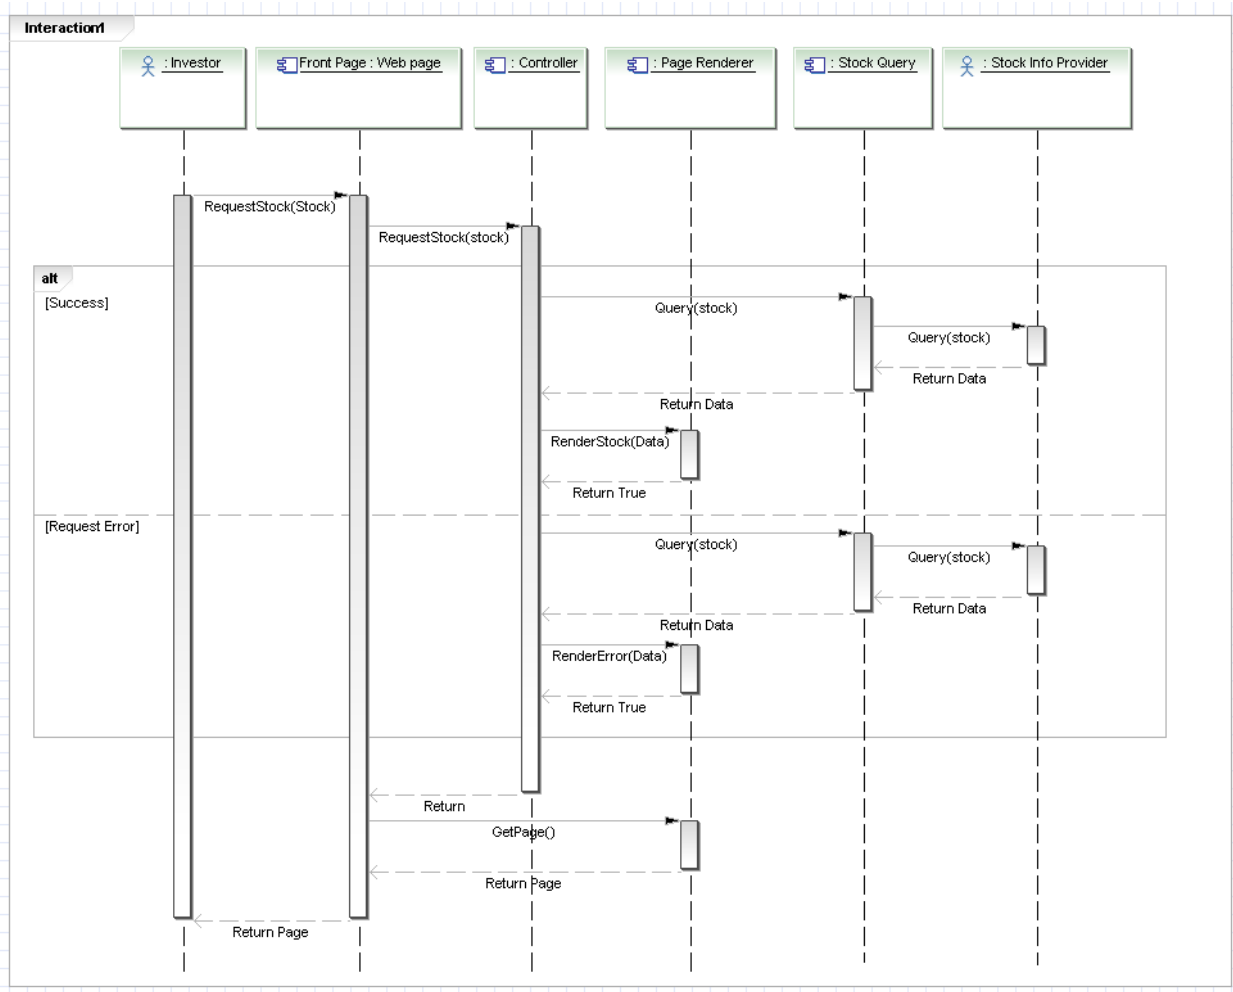 Interaction1
: Investor
Front Page : Web page
: Controller
: Page Renderer
: Stock Query
: Stock Info Provider
RequestStock(Stock)
RequestStock(stock)
alt
[Success]
Query(stock)
Query(stock)
Return Data
Return Data
RenderStock(Data)
Return True
[Request Error]
Query(stock)
Query(stock)
Return Data
Return Data
RenderError(Data)
Return True
Return
GetPage()
Return Page
Return Page